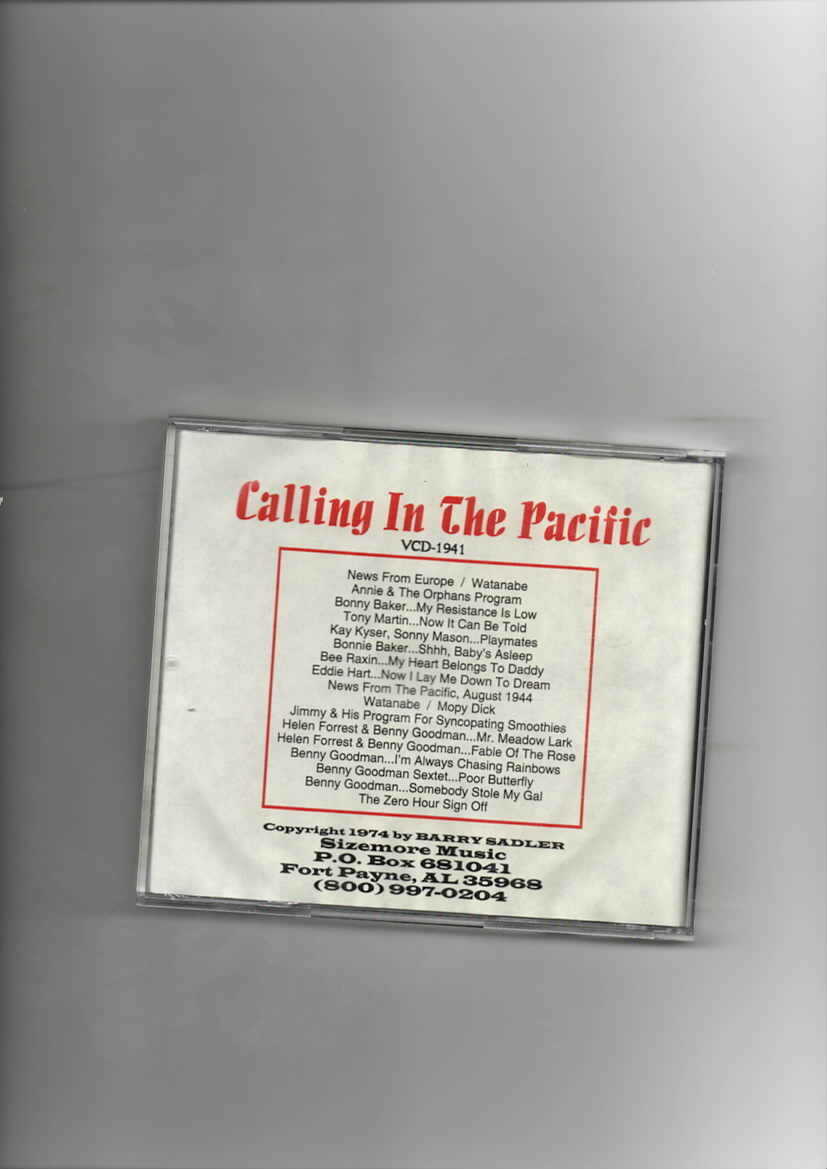 Calling In The Pacific
VCD-1941
News From Europe / Watanabe
Annie & The Orphans Program
Bonny Baker...My Resistance Is Low
Tony Martin...Now It Can Be Told
Kay Kyser, Sonny Mason...Playmates
Bonnie Baker...Shhh, Baby's Asleep
Bee Raxin...My Heart Belongs To Daddy
Eddie Hart...Now I Lay Me Down To Dream
News From The Pacific, August 1944
Watanabe / Mopy Dick
Jimmy & His Program For Syncopating Smoothies
Helen Forrest & Benny Goodman...Mr. Meadow Lark
Helen Forrest & Benny Goodman...Fable Of The Rose
Benny Goodman...I'm Always Chasing Rainbows
Benny Goodman Sextet...Poor Butterfly
Benny Goodman...Somebody Stole My Gal
The Zero Hour Sign Off
Copyright 1974 by BARRY SADLER
Sizemore Music
P.O. Box 681041
Fort Payne, AL 35968
(800) 997-0204